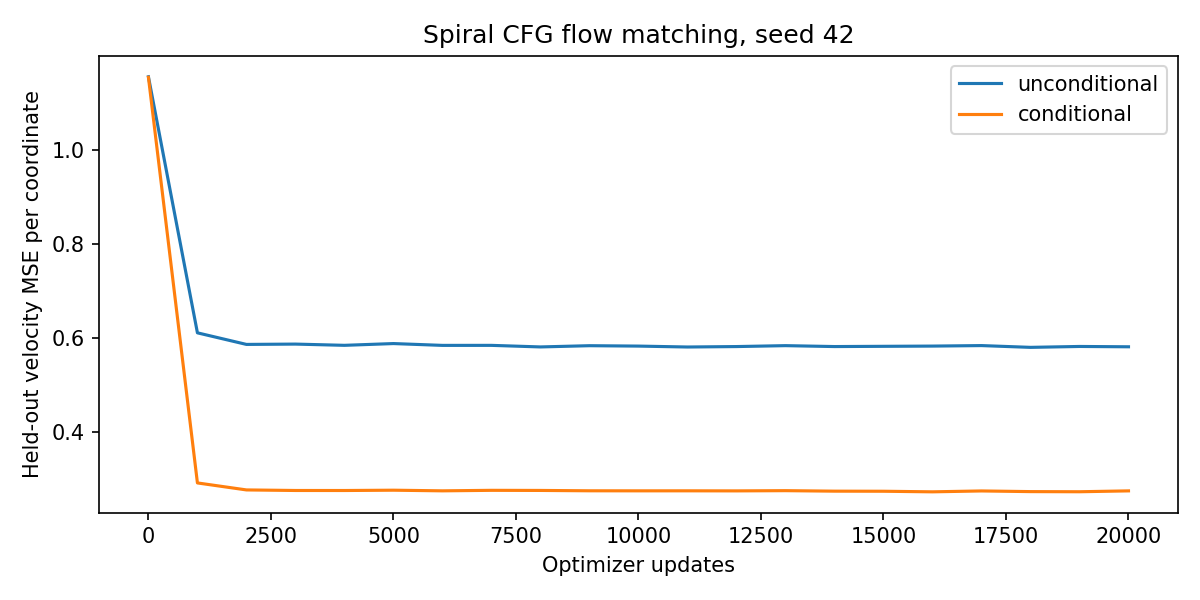 Spiral CFG flow matching, seed 42
unconditional
conditional
Held-out velocity MSE per coordinate
1.0
0.8
0.6
0.4
0 2500 5000 7500 10000 12500 15000 17500 20000
Optimizer updates